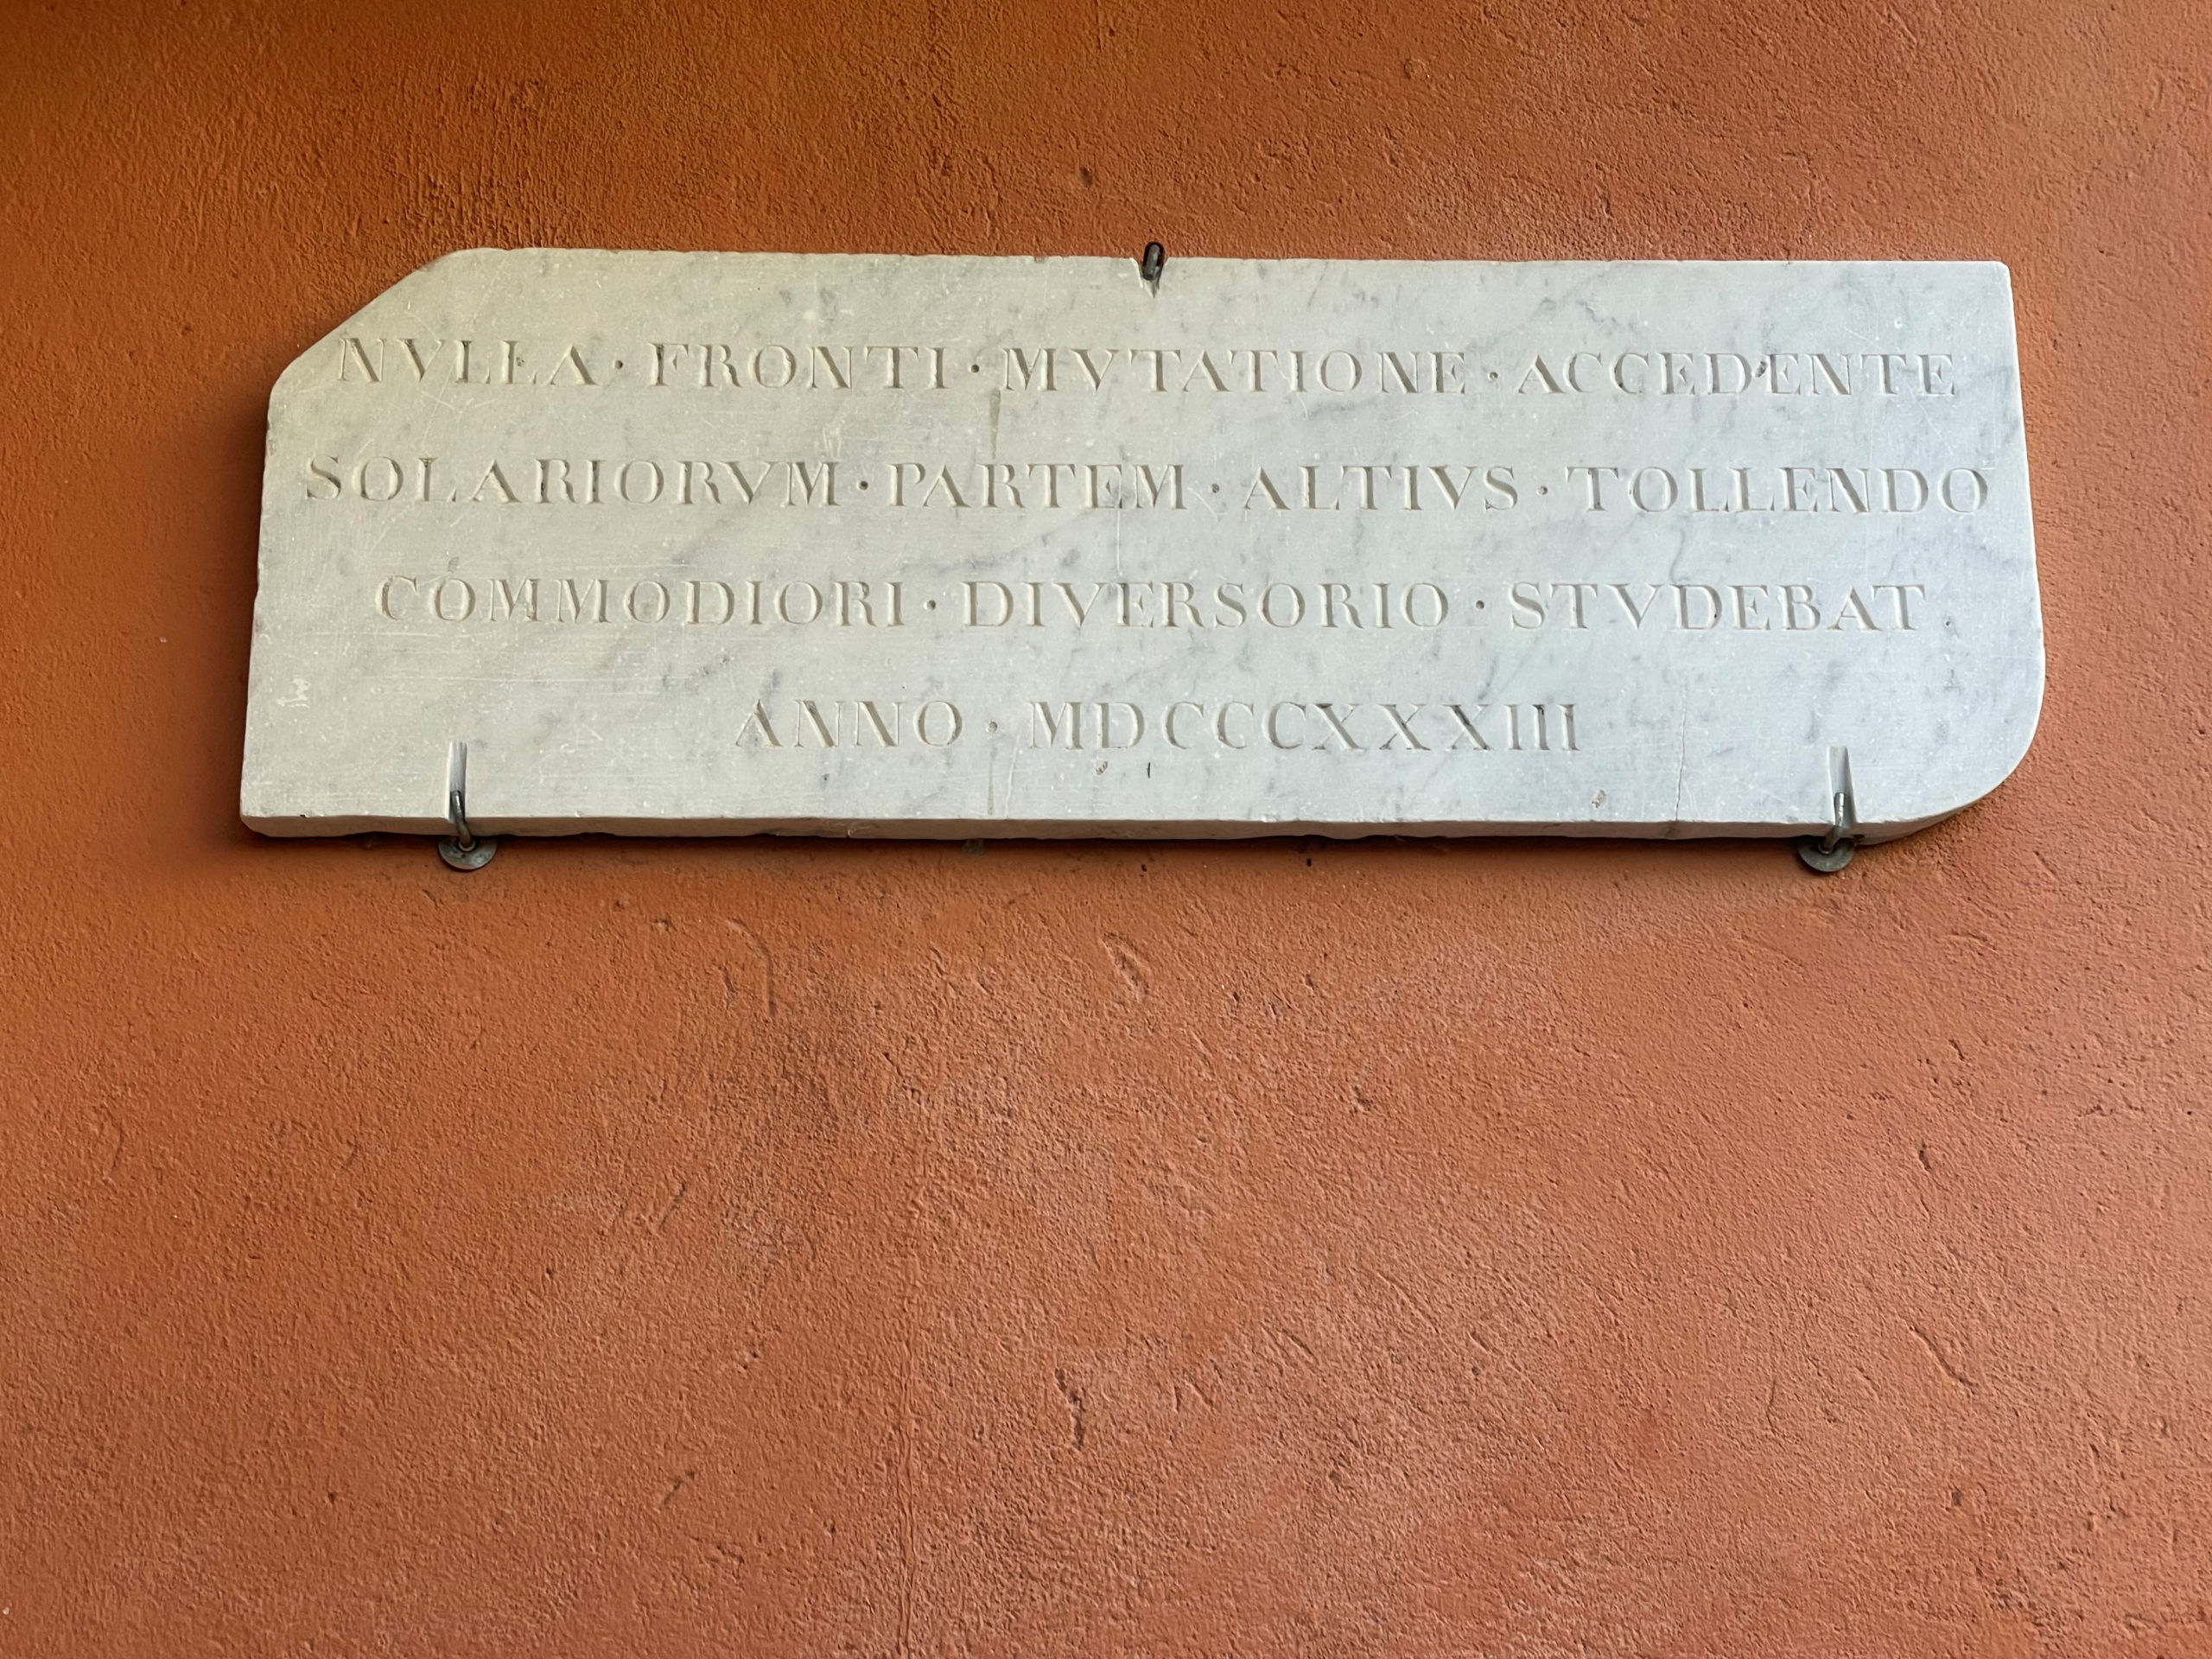 NVLLA · FRONTI · MVTATIONE · ACCEDENTE
SOLARIORVM · PARTEM · ALTIVS · TOLLENDO
COMMODIORI · DIVERSORIO · STVDEBAT
ANNO · MDCCCXXXIII